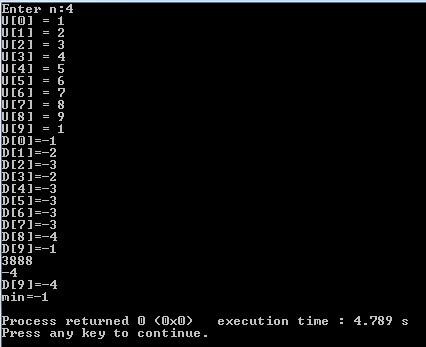 Enter n:4
U[0] = 1
U[1] = 2
U[2] = 3
U[3] = 4
U[4] = 5
U[5] = 6
U[6] = 7
U[7] = 8
U[8] = 9
U[9] = 1
D[0]=-1
D[1]=-2
D[2]=-3
D[3]=-2
D[4]=-3
D[5]=-3
D[6]=-3
D[7]=-3
D[8]=-4
D[9]=-1
3888
-4
D[9]=-4
min=-1
Process returned 0 (0x0)   execution time : 4.789 s
Press any key to continue.